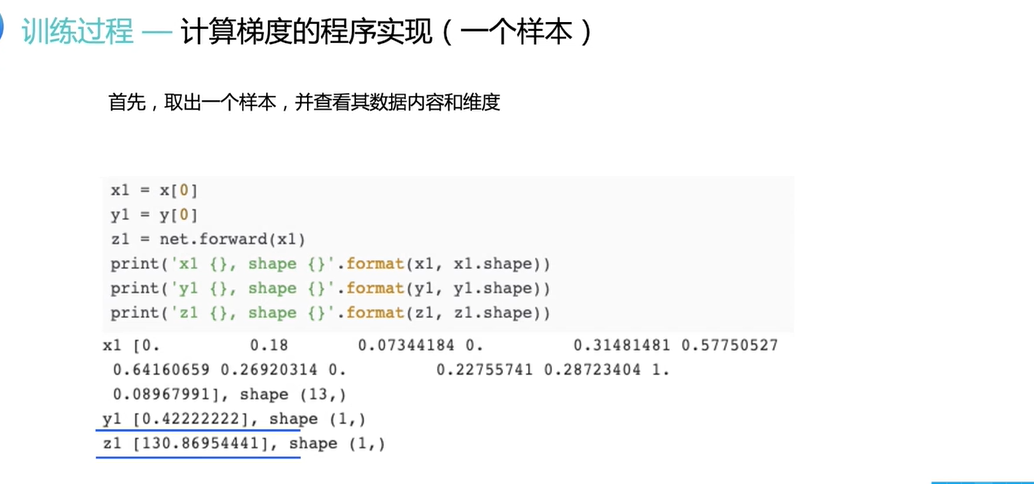 训练过程 — 计算梯度的程序实现（一个样本）
首先，取出一个样本，并查看其数据内容和维度
x1 = x[0]
y1 = y[0]
z1 = net.forward(x1)
print('x1 {}, shape {}'.format(x1, x1.shape))
print('y1 {}, shape {}'.format(y1, y1.shape))
print('z1 {}, shape {}'.format(z1, z1.shape))
x1 [0. 0.18 0.07344184 0. 0.31481481 0.57750527
0.64160659 0.26920314 0. 0.22755741 0.28723404 1.
0.08967991], shape (13,)
y1 [0.42222222], shape (1,)
z1 [130.86954441], shape (1,)